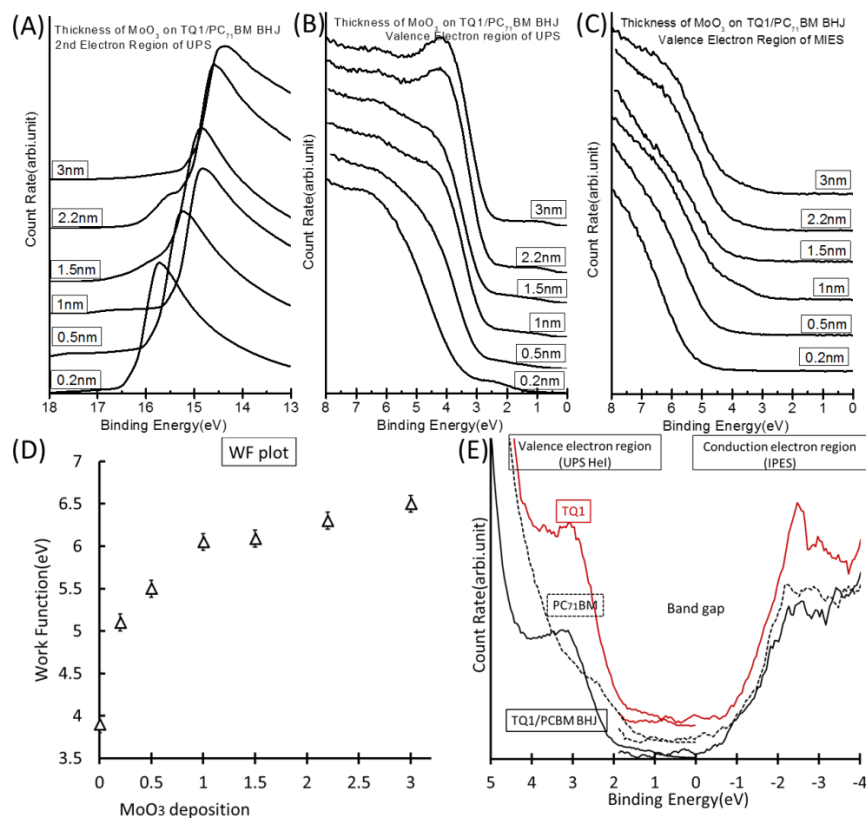 (A)
Thickness of MoO3 on TQ1/PC71BM BHJ
2nd Electron Region of UPS
Count Rate(arbi.unit)
3nm
2.2nm
1.5nm
1nm
0.5nm
0.2nm
18 17 16 15 14 13
Binding Energy(eV)
(B)
Thickness of MoO3 on TQ1/PC71BM BHJ
Valence Electron region of UPS
Count Rate(arbi.unit)
3nm
2.2nm
1.5nm
1nm
0.5nm
0.2nm
8 7 6 5 4 3 2 1 0
Binding Energy(eV)
(C)
Thickness of MoO3 on TQ1/PC71BM BHJ
Valence Electron Region of MIES
Count Rate(arbi.unit)
3nm
2.2nm
1.5nm
1nm
0.5nm
0.2nm
8 7 6 5 4 3 2 1 0
Binding Energy(eV)
(D)
WF plot
Work Function(eV)
7
6.5
6
5.5
5
4.5
4
3.5
0 0.5 1 1.5 2 2.5 3
MoO3 deposition
(E)
Valence electron region
(UPS HeI)
Conduction electron region
(IPES)
Count Rate(arbi.unit)
TQ1
PC71BM
Band gap
TQ1/PCBM BHJ
5 4 3 2 1 0 -1 -2 -3 -4
Binding Energy(eV)